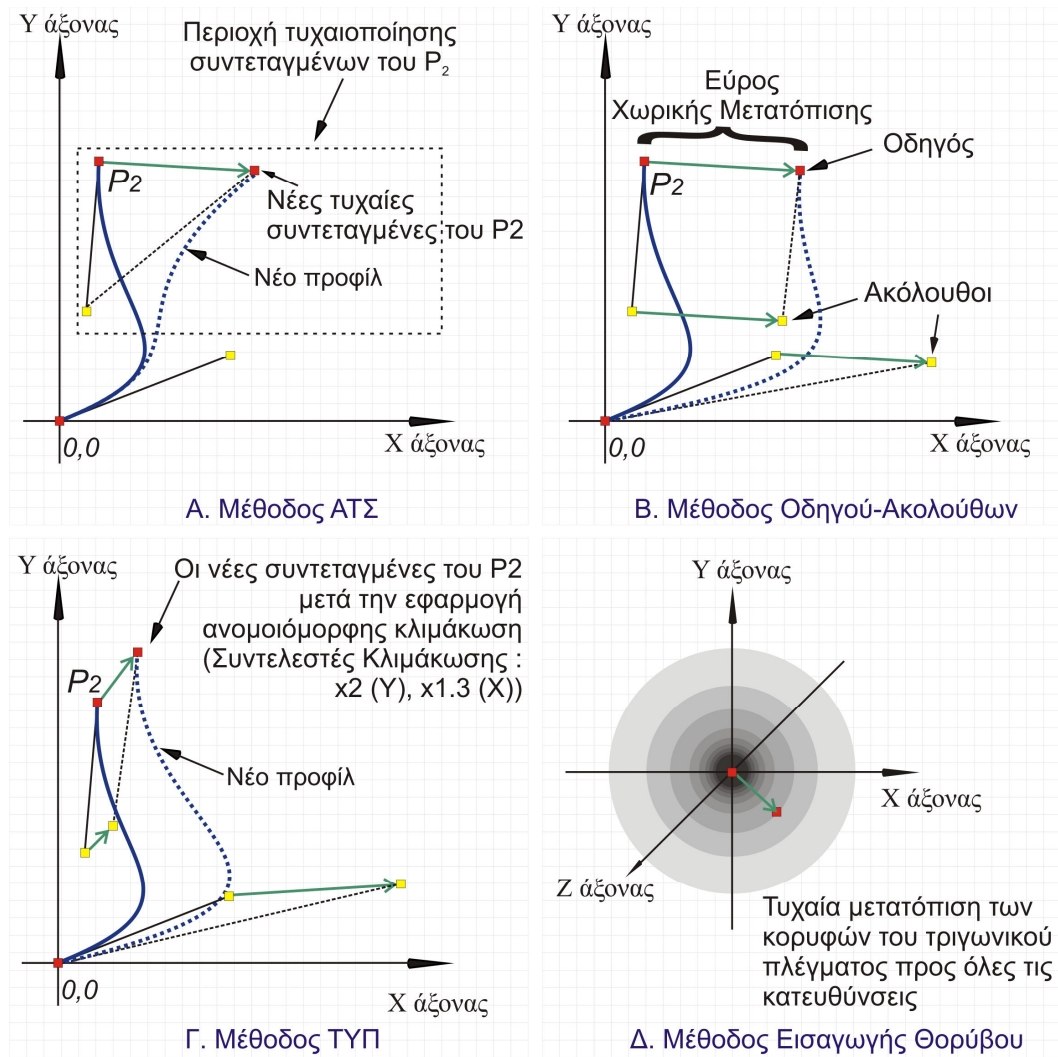 Υ άξονας
Περιοχή τυχαιοποίησης
συντεταγμένων του P2
P2
Νέες τυχαίες
συντεταγμένες του P2
Νέο προφίλ
0,0
Χ άξονας
Α. Μέθοδος ΑΤΣ
Υ άξονας
Εύρος
Χωρικής Μετατόπισης
Οδηγός
P2
Ακόλουθοι
0,0
Χ άξονας
Β. Μέθοδος Οδηγού-Ακολούθων
Υ άξονας
Οι νέες συντεταγμένες του P2
μετά την εφαρμογή
ανομοιόμορφης κλιμάκωση
(Συντελεστές Κλιμάκωσης :
x2 (Y), x1.3 (X))
P2
Νέο προφίλ
0,0
Χ άξονας
Γ. Μέθοδος ΤΥΠ
Υ άξονας
Χ άξονας
Ζ άξονας
Τυχαία μετατόπιση των
κορυφών του τριγωνικού
πλέγματος προς όλες τις
κατευθύνσεις
Δ. Μέθοδος Εισαγωγής Θορύβου